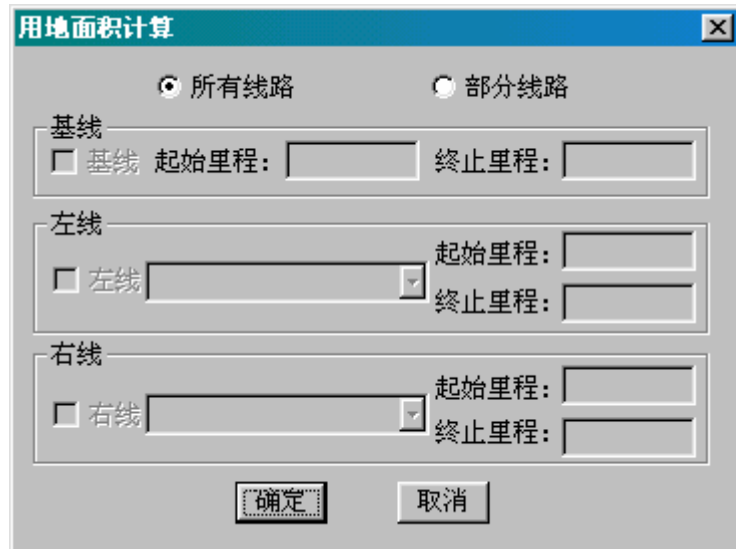 用地面积计算
所有线路 部分线路
基线
基线 起始里程: 终止里程:
左线
左线
起始里程:
终止里程:
右线
右线
起始里程:
终止里程:
确定 取消